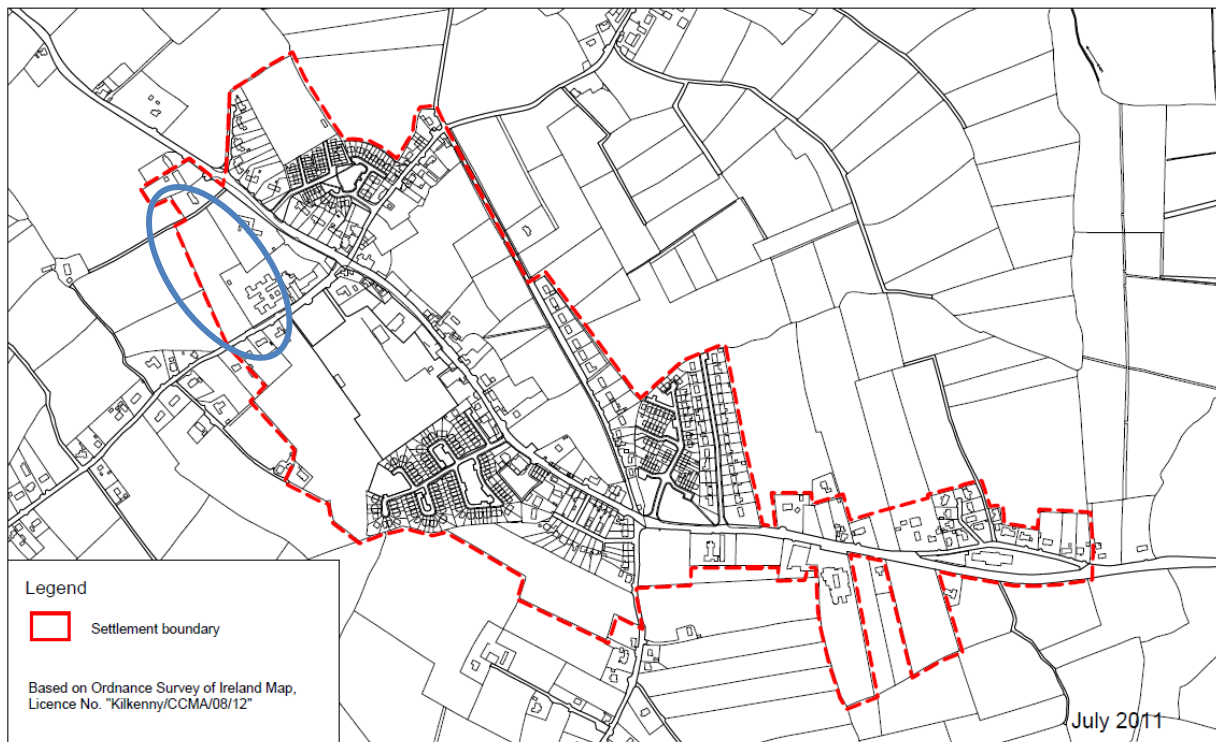 Legend
Settlement boundary
Based on Ordnance Survey of Ireland Map,
Licence No. "Kilkenny/CCMA/08/12"
July 2011